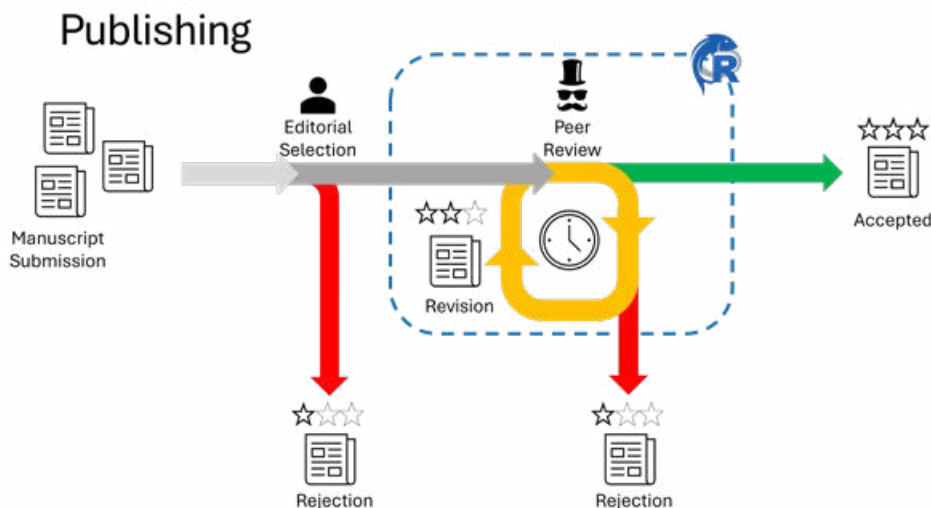 Publishing
R
Editorial
Selection
Peer
Review
Manuscript
Submission
Revision
Accepted
Rejection
Rejection